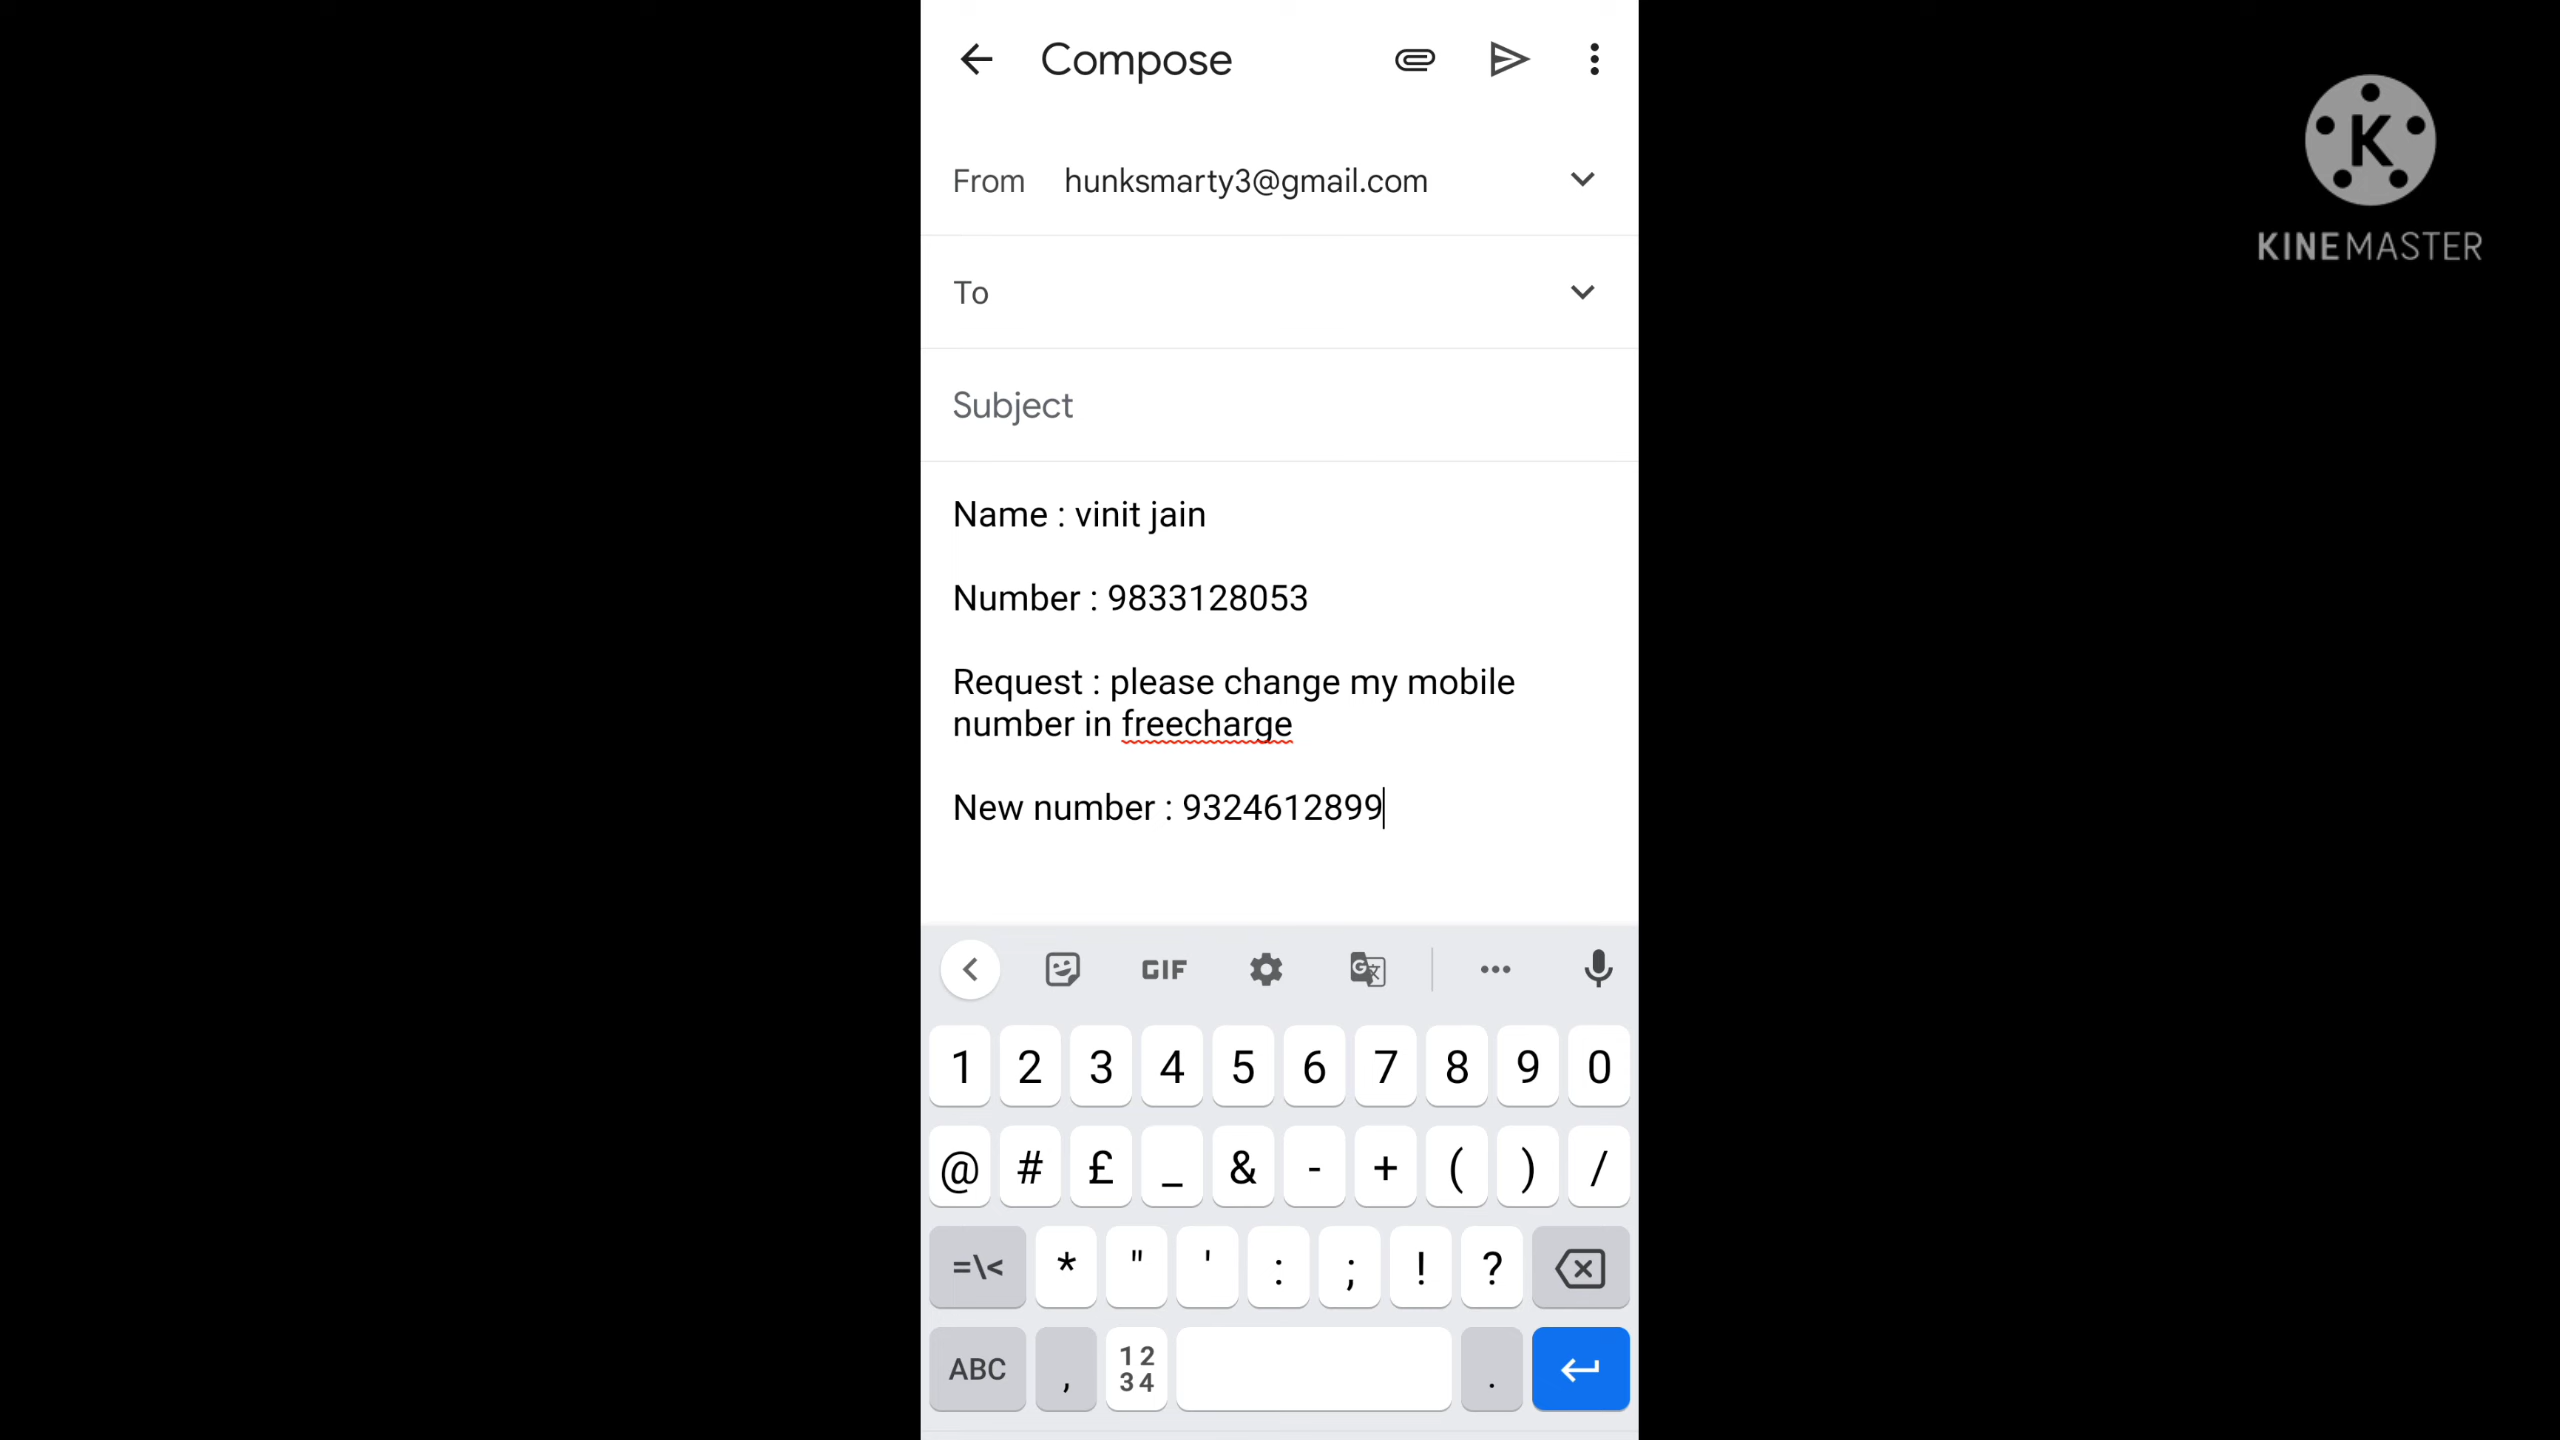 Compose
From hunksmarty3@gmail.com
To
Subject
Name : vinit jain
Number : 9833128053
Request : please change my mobile
number in freecharge
New number : 9324612899
GIF
1 2 3 4 5 6 7 8 9 0
@ # £ _ & - + ( ) /
=\< * " ' : ; ! ?
ABC , 12 34 .
K
KINEMASTER